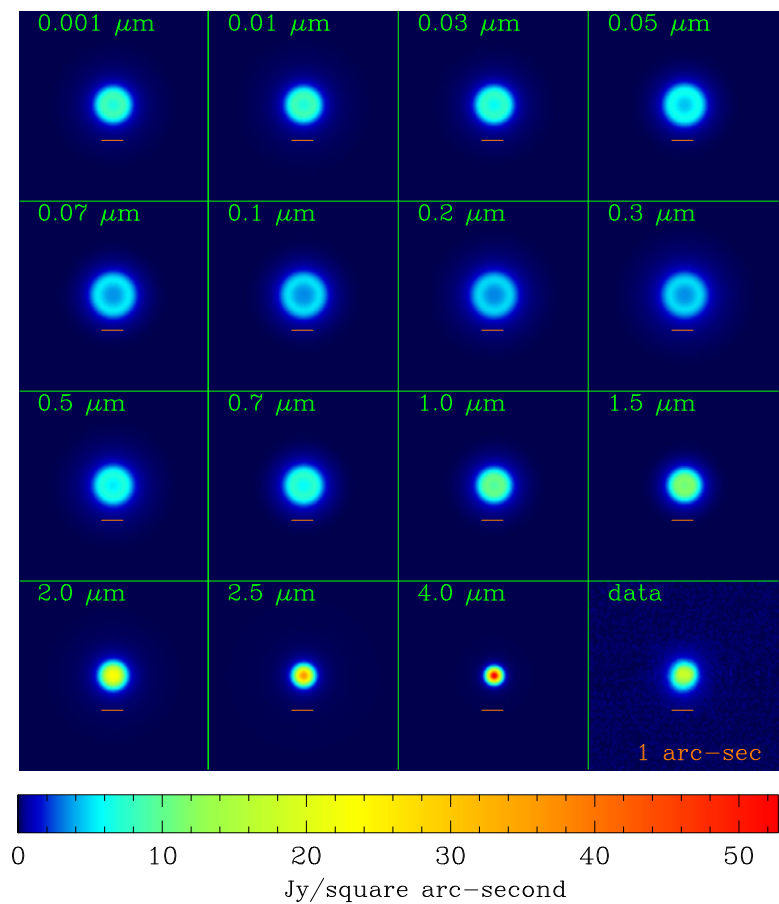 0.001 μm 0.01 μm 0.03 μm 0.05 μm
0.07 μm 0.1 μm 0.2 μm 0.3 μm
0.5 μm 0.7 μm 1.0 μm 1.5 μm
2.0 μm 2.5 μm 4.0 μm data
1 arc-sec
0 10 20 30 40 50
Jy/square arc-second